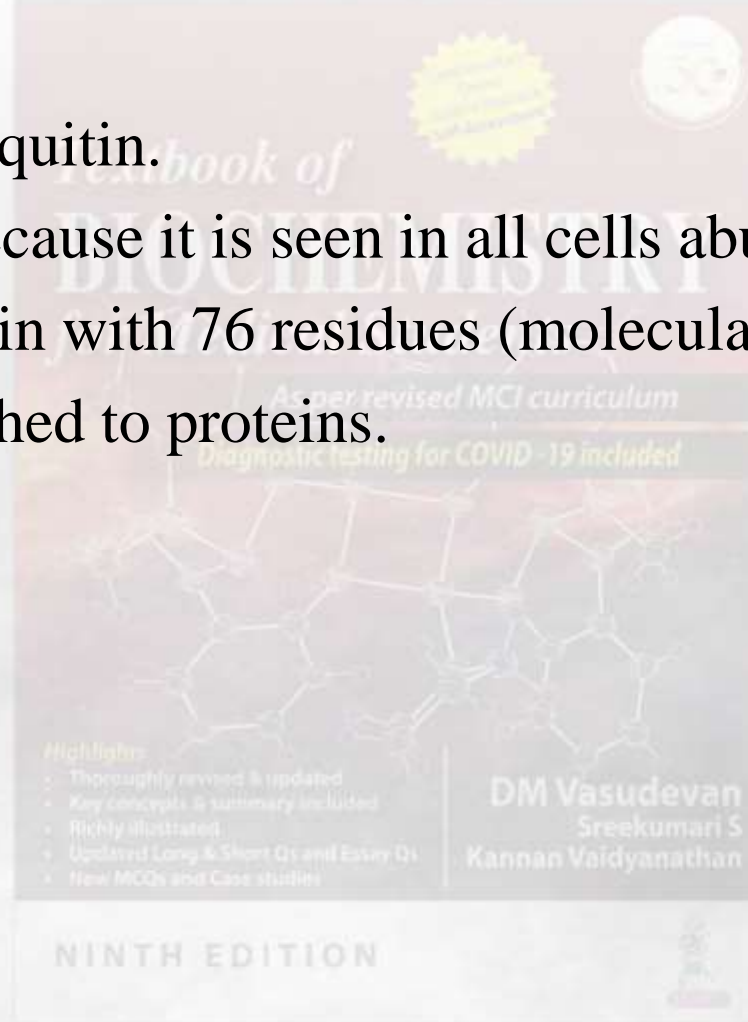 quitin.
Textbook of
cause it is seen in all cells abu
BIOCHEMISTRY
in with 76 residues (molecula
As per revised MCI curriculum
hed to proteins.
Diagnostic testing for COVID-19 included
Highlights
• Thoroughly revised & updated
• Key concepts & summary included
• Richly illustrated
• Updated Long & Short Qs and Essay Qs
• New MCQs and Case studies
DM Vasudevan
Sreekumari S
Kannan Vaidyanathan
NINTH EDITION